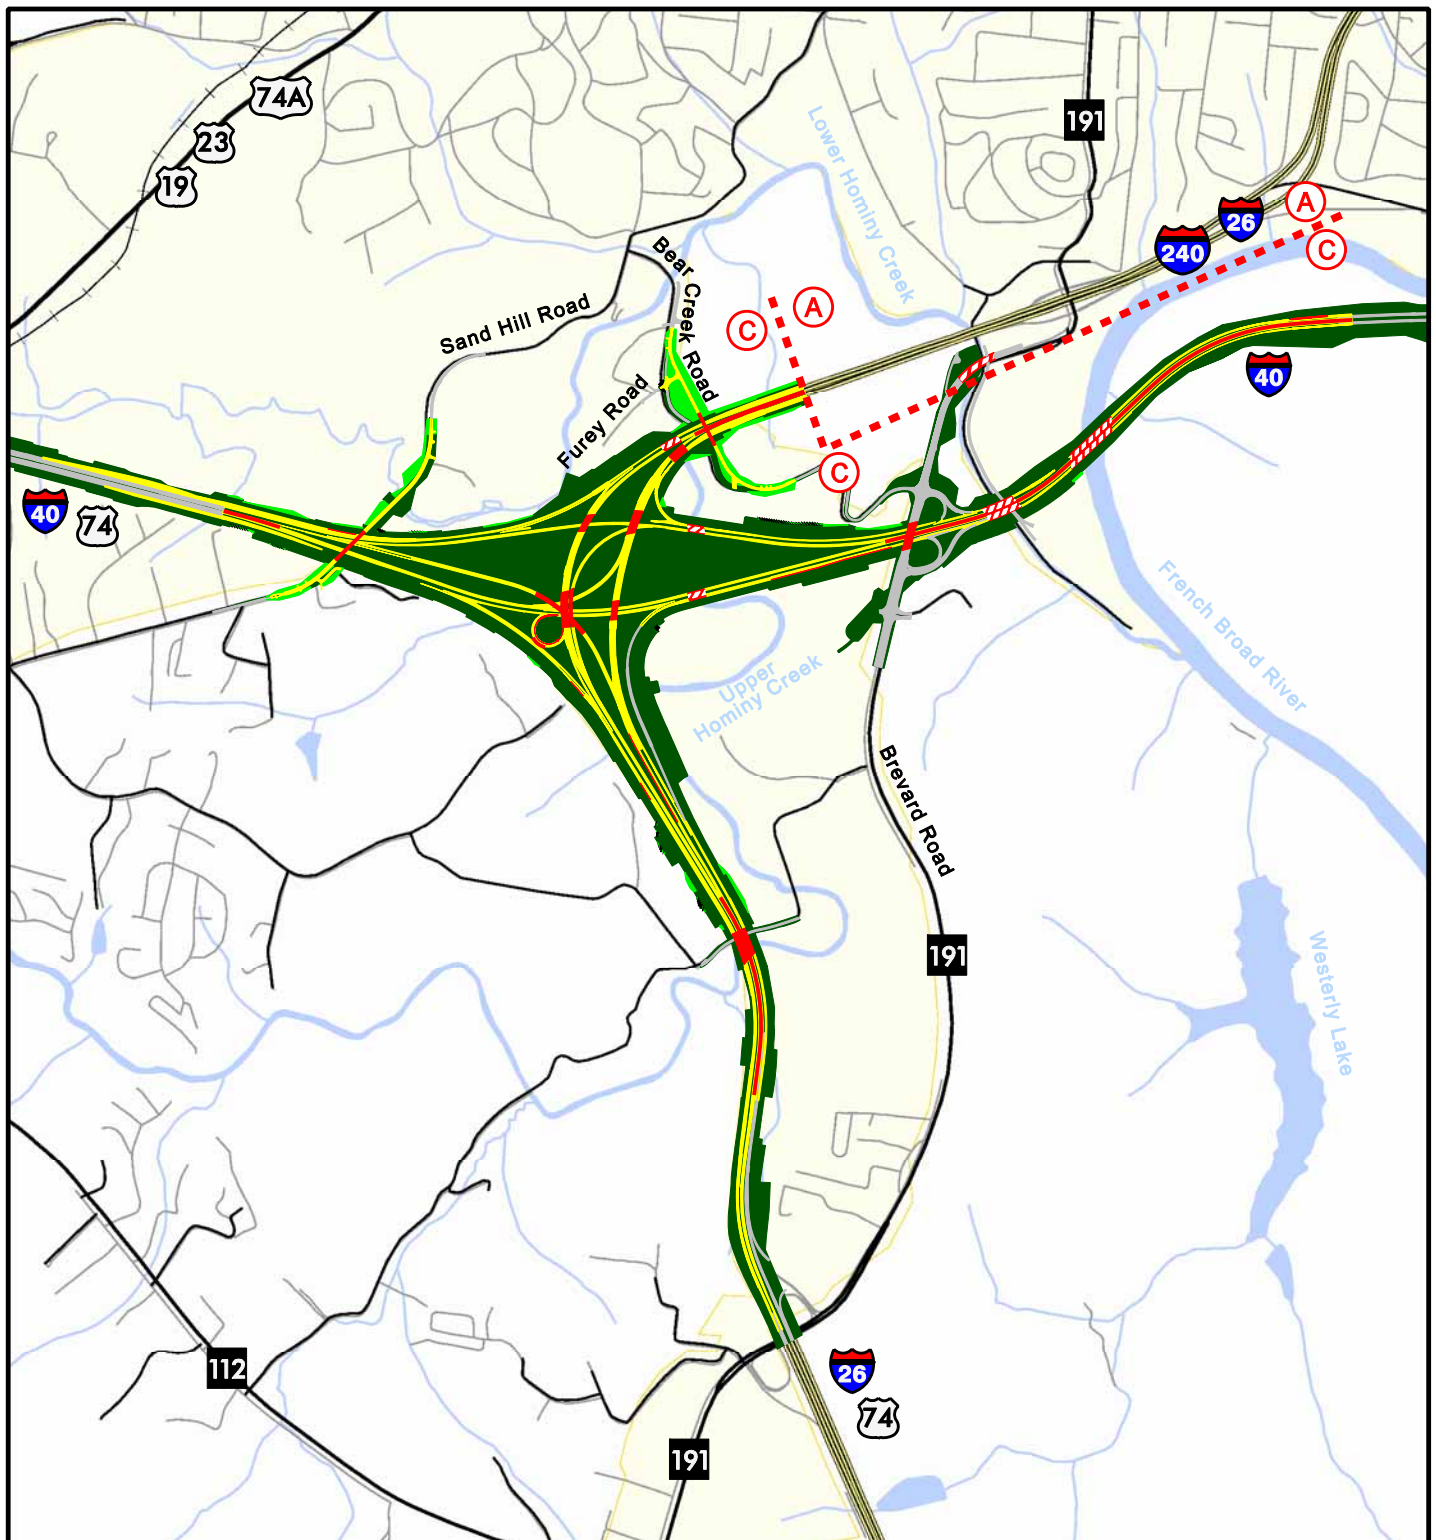 74A
23
19
191
Lower Hominy Creek
A
26
240
C
Bear Creek Road
Sand Hill Road
A
C
40
Furey Road
C
40
74
French Broad River
Upper
Hominy Creek
Brevard Road
191
Westerly Lake
112
26
74
191